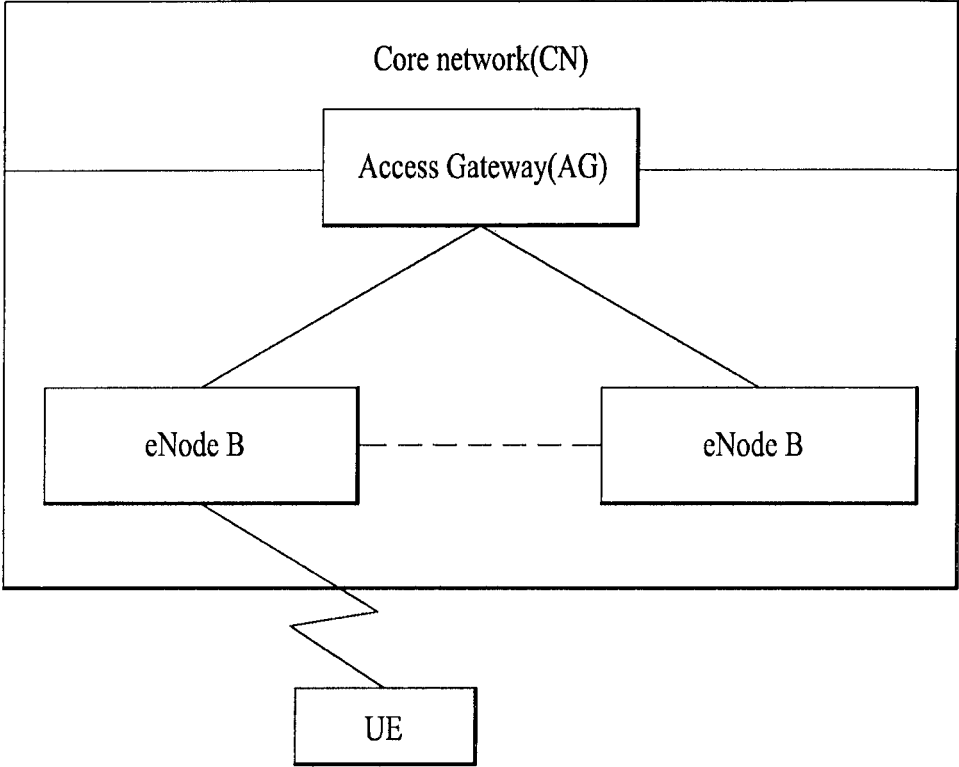 Core network(CN)
Access Gateway(AG)
eNode B
eNode B
UE